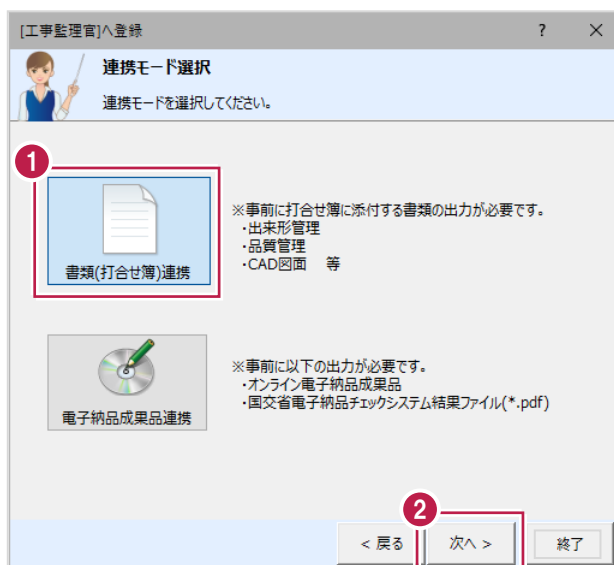 [工事監理官]へ登録
?
×
連携モード選択
連携モードを選択してください。
1
書類(打合せ簿)連携
※事前に打合せ簿に添付する書類の出力が必要です。
・出来形管理
・品質管理
・CAD図面　等
電子納品成果品連携
※事前に以下の出力が必要です。
・オンライン電子納品成果品
・国交省電子納品チェックシステム結果ファイル(*.pdf)
2
< 戻る
次へ >
終了